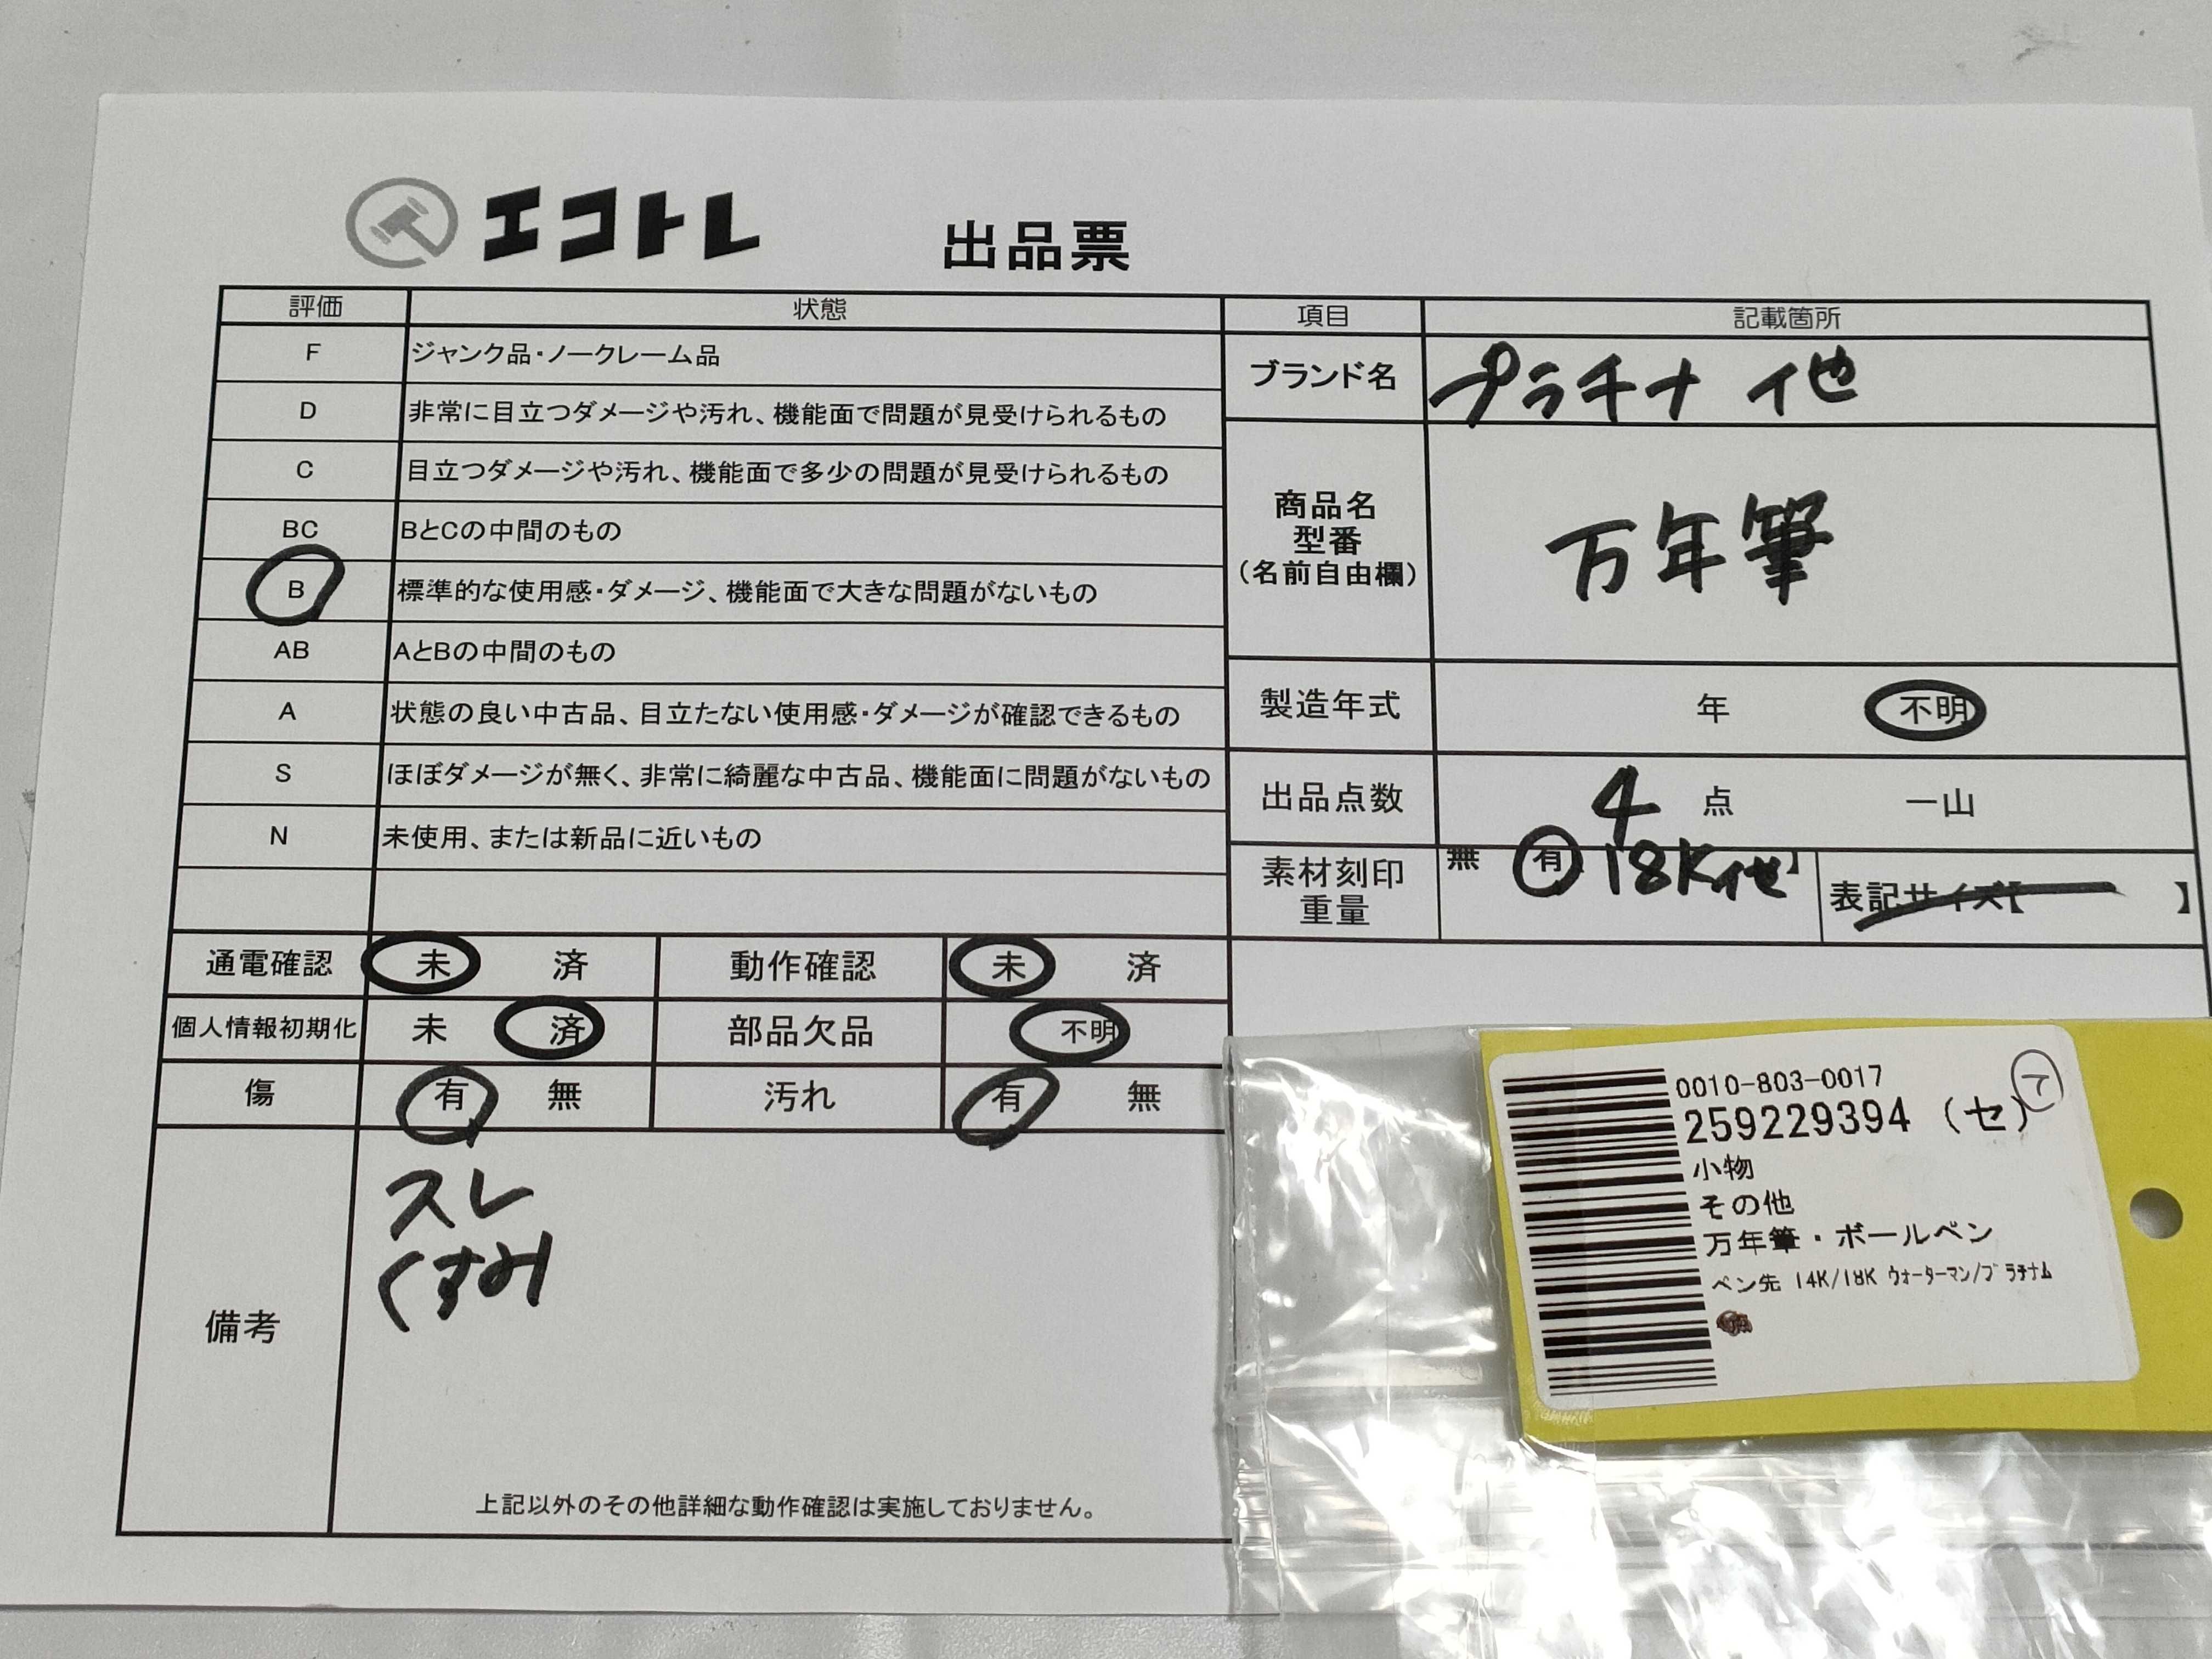 エコトレ 出品票
評価 状態
F ジャンク品・ノークレーム品
D 非常に目立つダメージや汚れ、機能面で問題が見受けられるもの
C 目立つダメージや汚れ、機能面で多少の問題が見受けられるもの
BC BとCの中間のもの
B 標準的な使用感・ダメージ、機能面で大きな問題がないもの
AB AとBの中間のもの
A 状態の良い中古品、目立たない使用感・ダメージが確認できるもの
S ほぼダメージが無く、非常に綺麗な中古品、機能面に問題がないもの
N 未使用、または新品に近いもの
通電確認 未 済 動作確認 未 済
個人情報初期化 未 済 部品欠品 不明
傷 有 無 汚れ 有 無
備考
スレ
くすみ
上記以外のその他詳細な動作確認は実施しておりません。
項目 記載箇所
ブランド名 プラチナ 他
商品名
型番
(名前自由欄)
万年筆
製造年式 年 不明
出品点数 4 点 一山
素材刻印
重量
無 有 18K他】 表記サイズ【 】
0010-803-0017
259229394 (セ)
小物
その他
万年筆・ボールペン
ペン先 14K/18K ウォーターマン/プラチナム